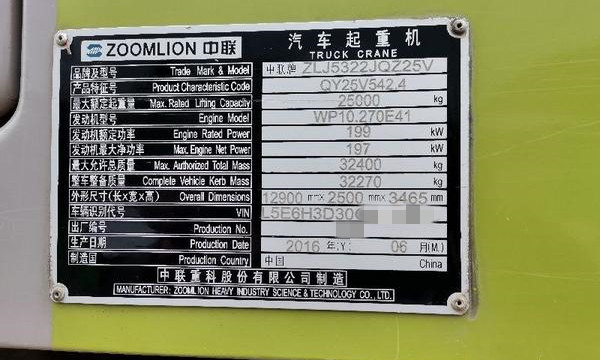 ZOOMLION 中联 汽车起重机
TRUCK CRANE
品牌及型号 Trade Mark & Model 中联牌 ZLJ5322JQZ25V
产品特征号 Product Characteristic Code QY25V542.4
最大额定起重量 Max. Rated Lifting Capacity 25000 kg
发动机型号 Engine Model WP10.270E41
发动机额定功率 Engine Rated Power 199 kW
发动机最大净功率 Max. Engine Net Power 197 kW
最大允许总质量 Max. Authorized Total Mass 32400 kg
整车整备质量 Complete Vehicle Kerb Mass 32270 kg
外形尺寸(长×宽×高) Overall Dimensions 12900 mm× 2500 mm× 3465 mm
车辆识别代号 VIN L5E6H3D30
出厂编号 Production No.
生产日期 Production Date 2016 年(Y) 06 月(M)
制造国 Production Country 中国 China
中联重科股份有限公司制造
MANUFACTURER: ZOOMLION HEAVY INDUSTRY SCIENCE & TECHNOLOGY CO., LTD.